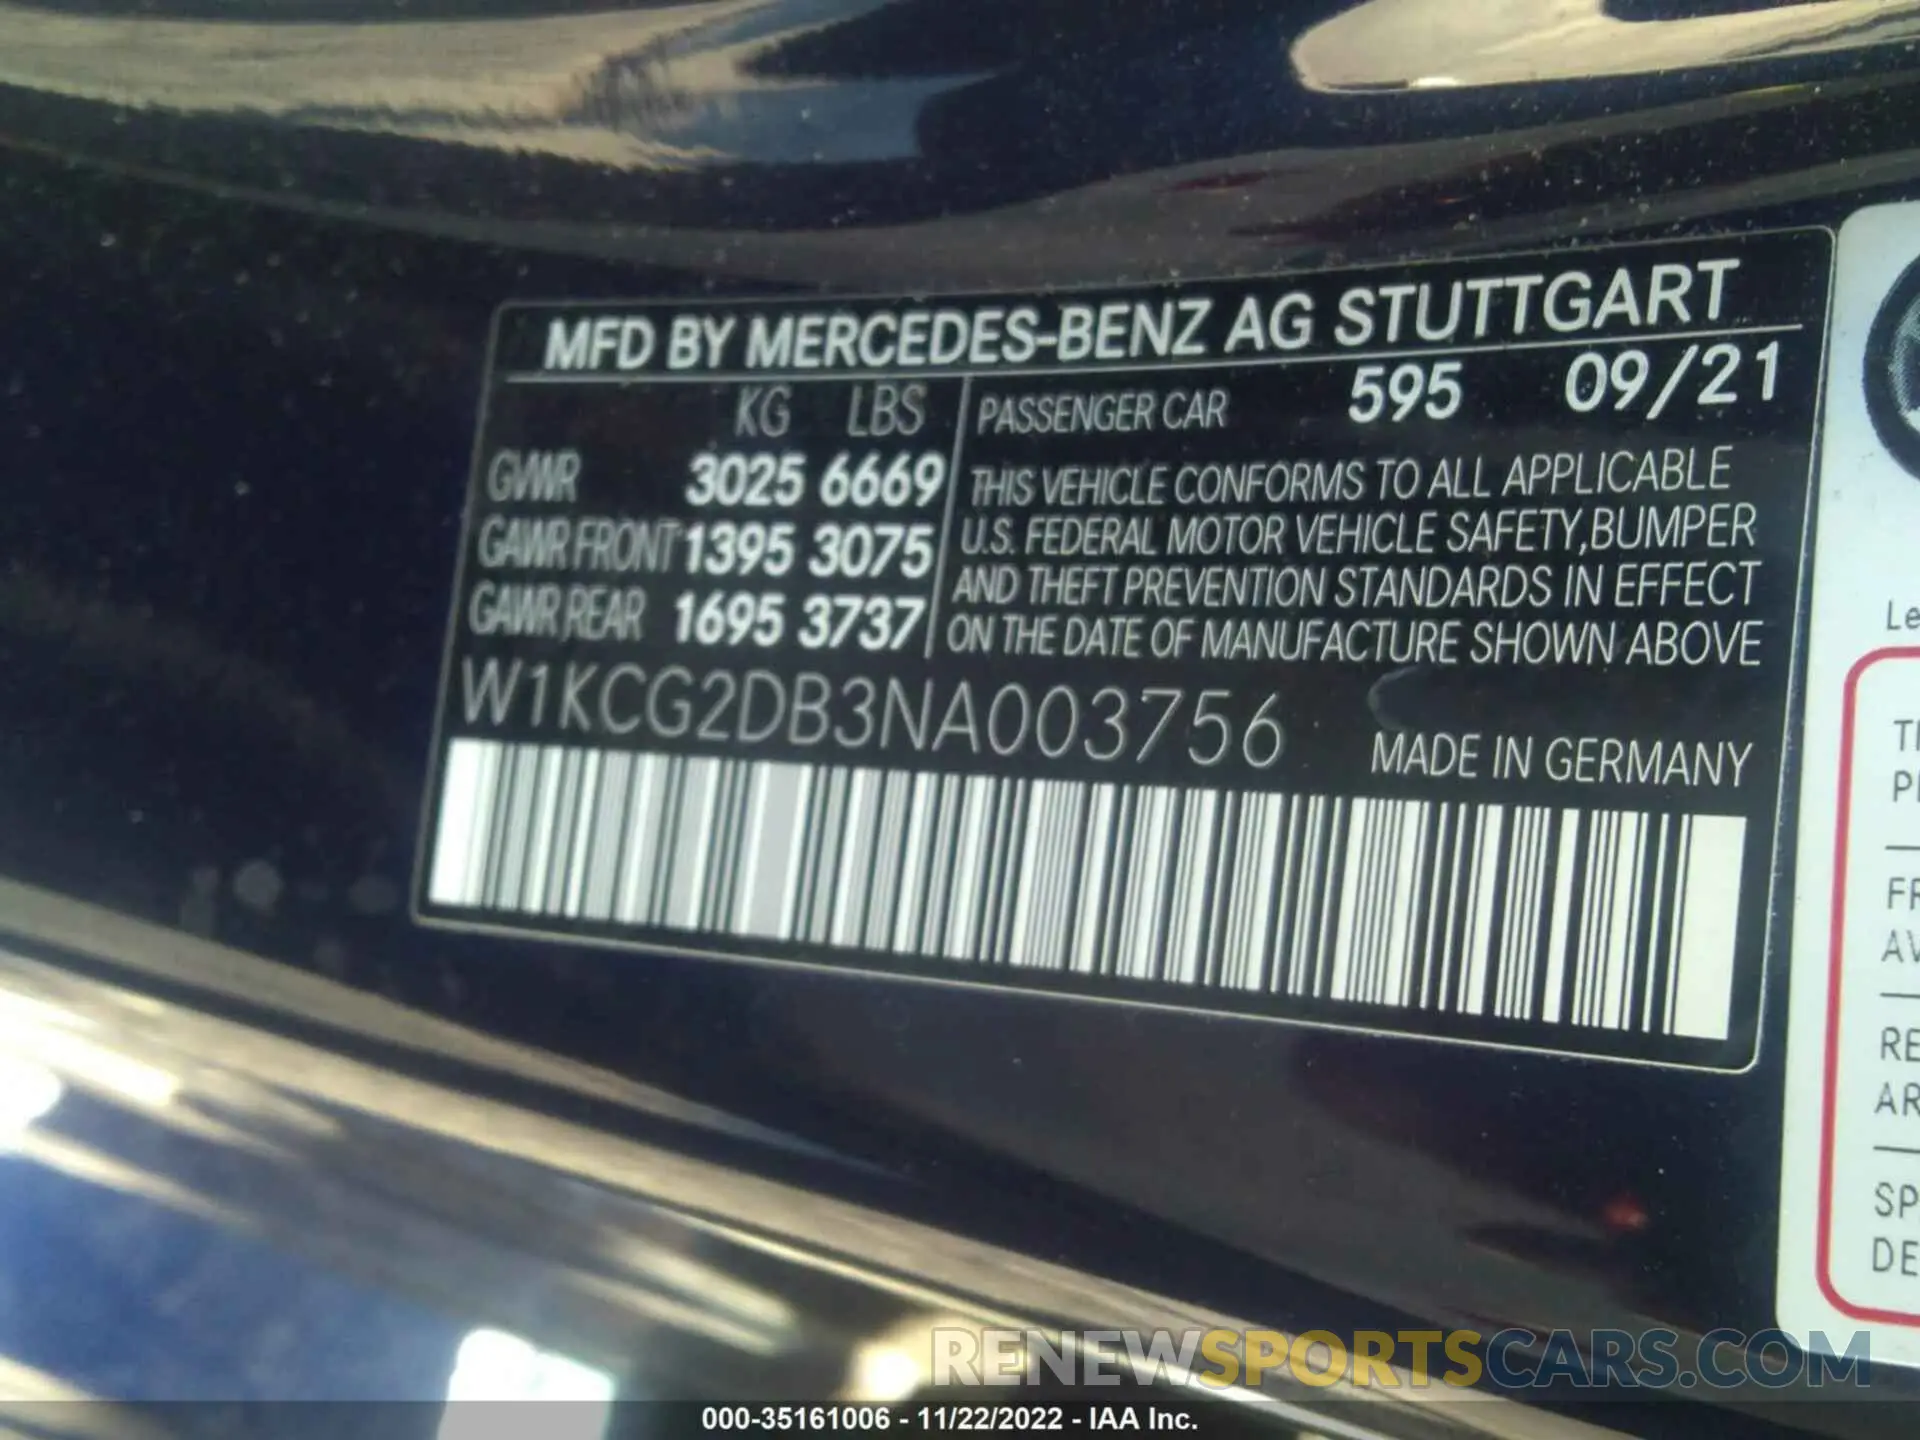 MFD BY MERCEDES-BENZ AG STUTTGART
KG LBS
GVWR 3025 6669
GAWR FRONT 1395 3075
GAWR REAR 1695 3737
PASSENGER CAR 595 09/21
THIS VEHICLE CONFORMS TO ALL APPLICABLE
U.S. FEDERAL MOTOR VEHICLE SAFETY,BUMPER
AND THEFT PREVENTION STANDARDS IN EFFECT
ON THE DATE OF MANUFACTURE SHOWN ABOVE
W1KCG2DB3NA003756
MADE IN GERMANY
RENEWSPORTSCARS.COM
000-35161006 - 11/22/2022 - IAA Inc.